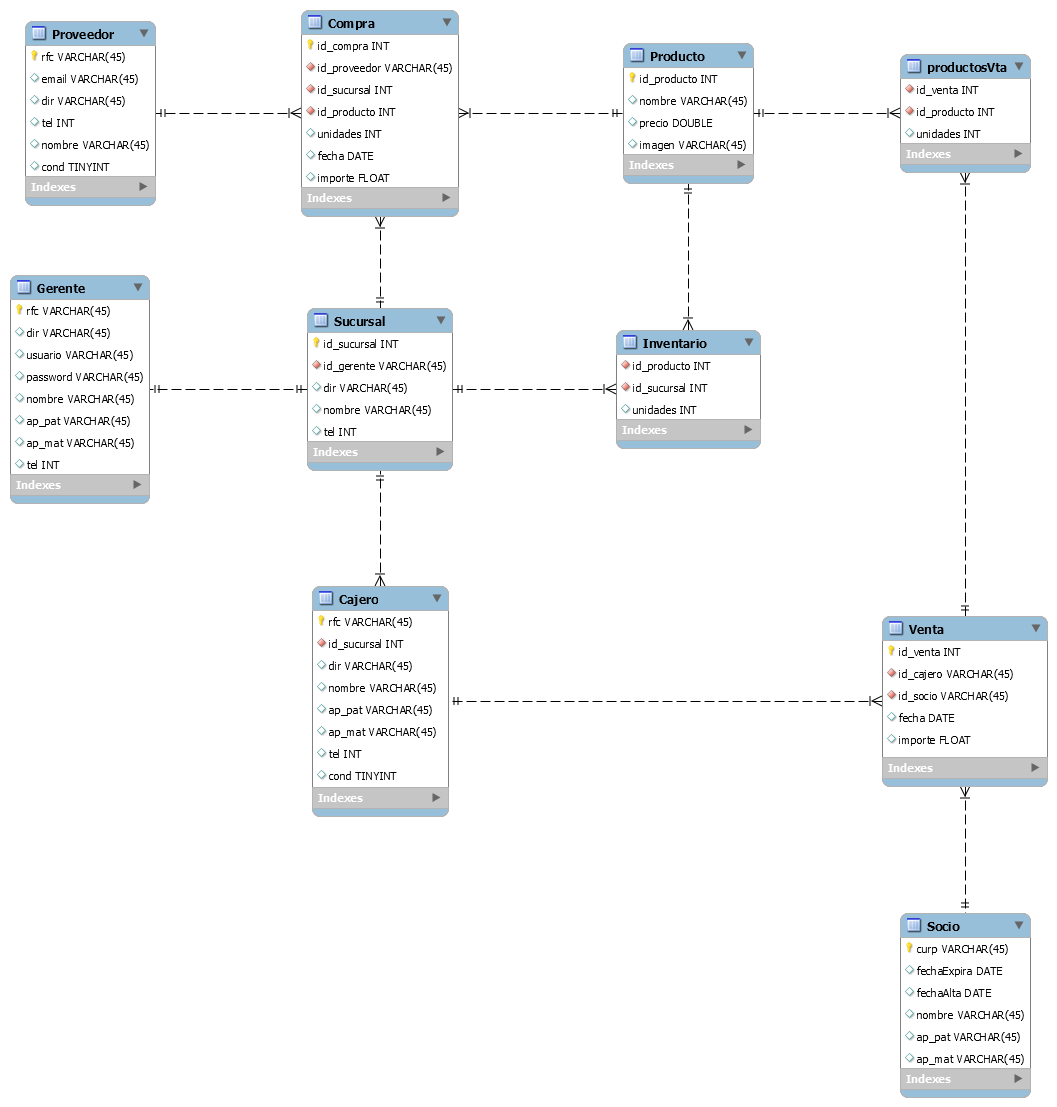 Proveedor
rfc VARCHAR(45)
email VARCHAR(45)
dir VARCHAR(45)
tel INT
nombre VARCHAR(45)
cond TINYINT
Indexes
Compra
id_compra INT
id_proveedor VARCHAR(45)
id_sucursal INT
id_producto INT
unidades INT
fecha DATE
importe FLOAT
Indexes
Producto
id_producto INT
nombre VARCHAR(45)
precio DOUBLE
imagen VARCHAR(45)
Indexes
productosVta
id_venta INT
id_producto INT
unidades INT
Indexes
Gerente
rfc VARCHAR(45)
dir VARCHAR(45)
usuario VARCHAR(45)
password VARCHAR(45)
nombre VARCHAR(45)
ap_pat VARCHAR(45)
ap_mat VARCHAR(45)
tel INT
Indexes
Sucursal
id_sucursal INT
id_gerente VARCHAR(45)
dir VARCHAR(45)
nombre VARCHAR(45)
tel INT
Indexes
Inventario
id_producto INT
id_sucursal INT
unidades INT
Indexes
Cajero
rfc VARCHAR(45)
id_sucursal INT
dir VARCHAR(45)
nombre VARCHAR(45)
ap_pat VARCHAR(45)
ap_mat VARCHAR(45)
tel INT
cond TINYINT
Indexes
Venta
id_venta INT
id_cajero VARCHAR(45)
id_socio VARCHAR(45)
fecha DATE
importe FLOAT
Indexes
Socio
curp VARCHAR(45)
fechaExpira DATE
fechaAlta DATE
nombre VARCHAR(45)
ap_pat VARCHAR(45)
ap_mat VARCHAR(45)
Indexes